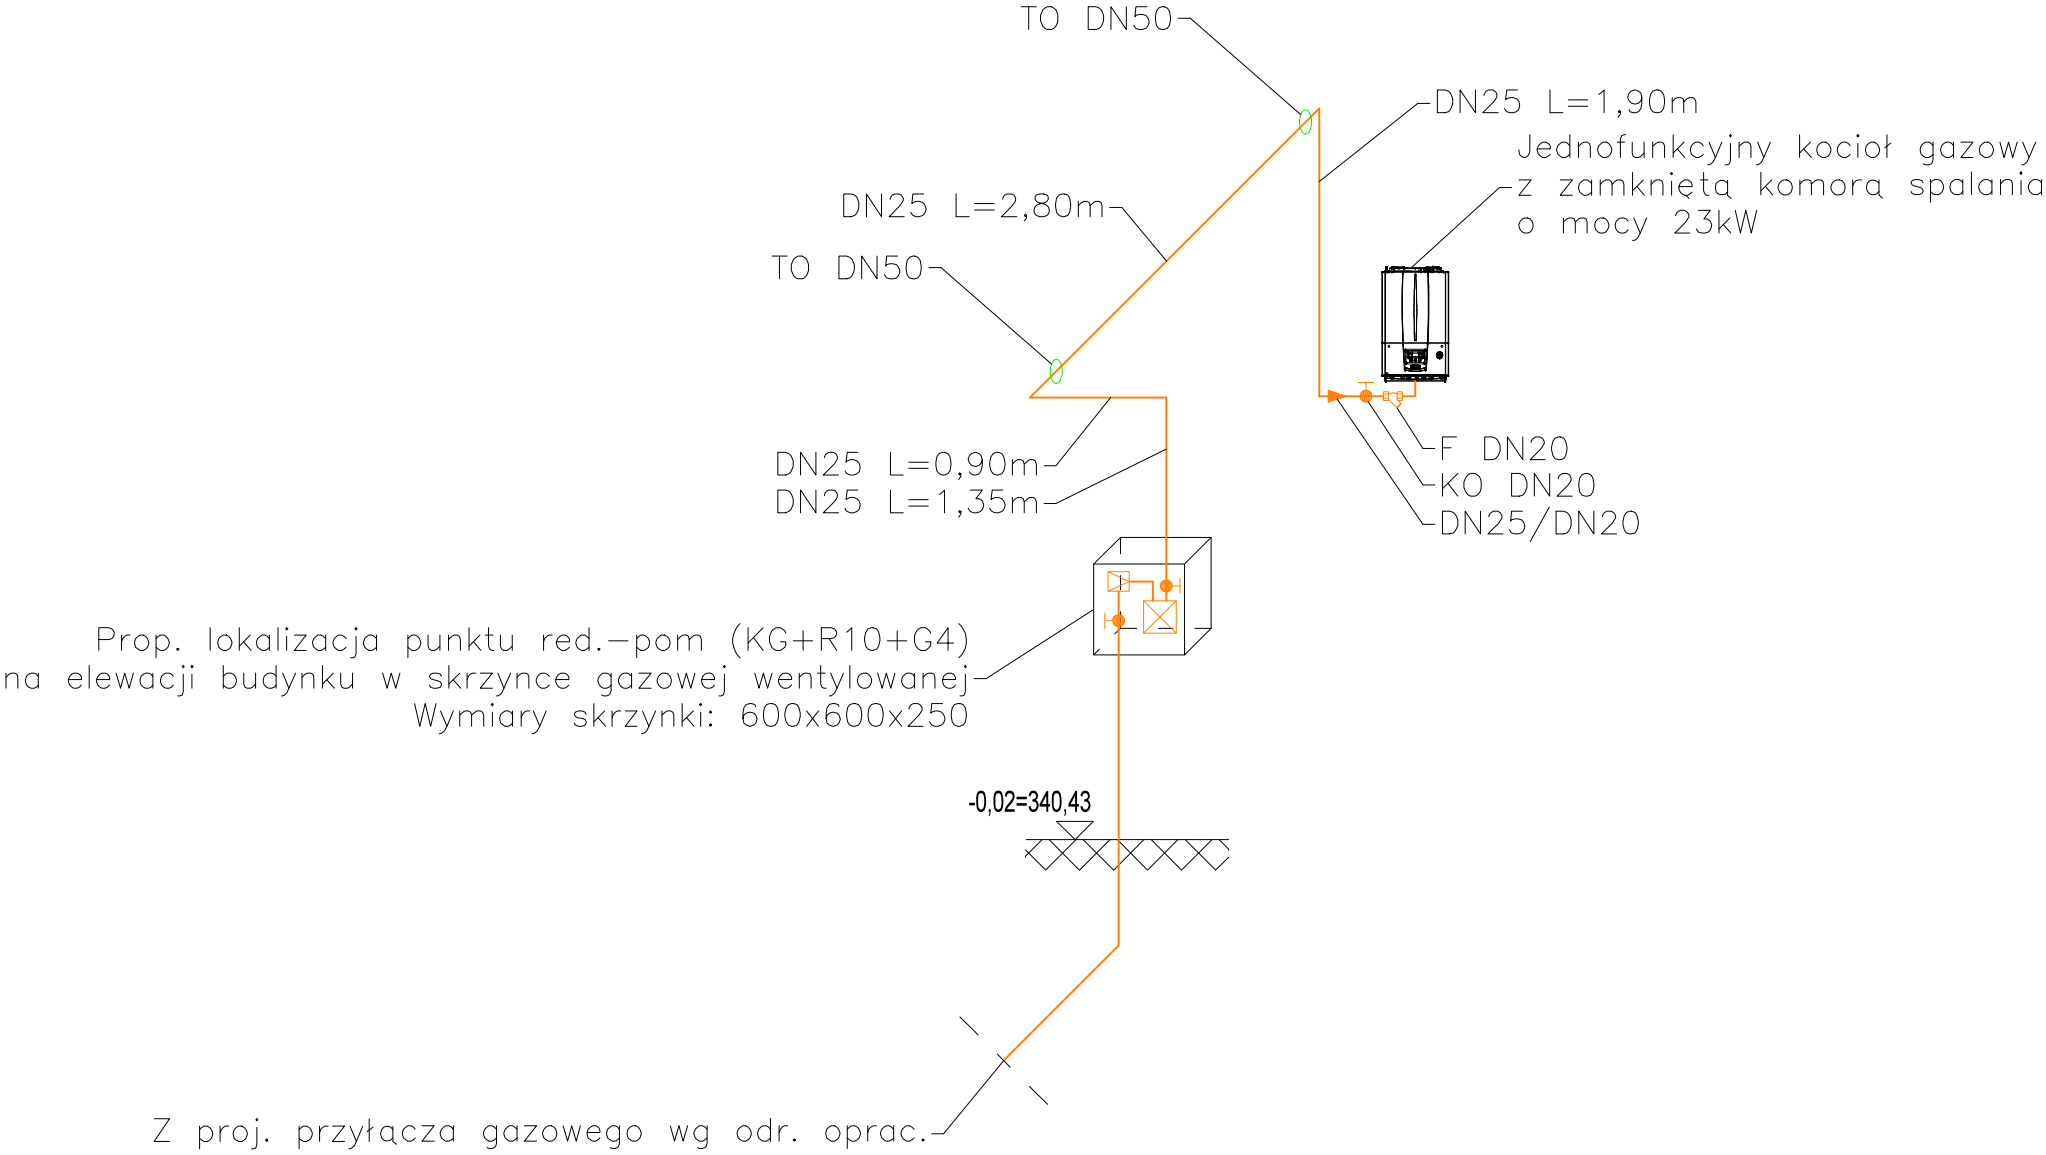 TO DN50
DN25 L=1,90m
Jednofunkcyjny kocioł gazowy
z zamkniętą komorą spalania
o mocy 23kW
DN25 L=2,80m
TO DN50
F DN20
KO DN20
DN25/DN20
DN25 L=0,90m
DN25 L=1,35m
Prop. lokalizacja punktu red.-pom (KG+R10+G4)
na elewacji budynku w skrzynce gazowej wentylowanej
Wymiary skrzynki: 600x600x250
-0,02=340,43
Z proj. przyłącza gazowego wg odr. oprac.